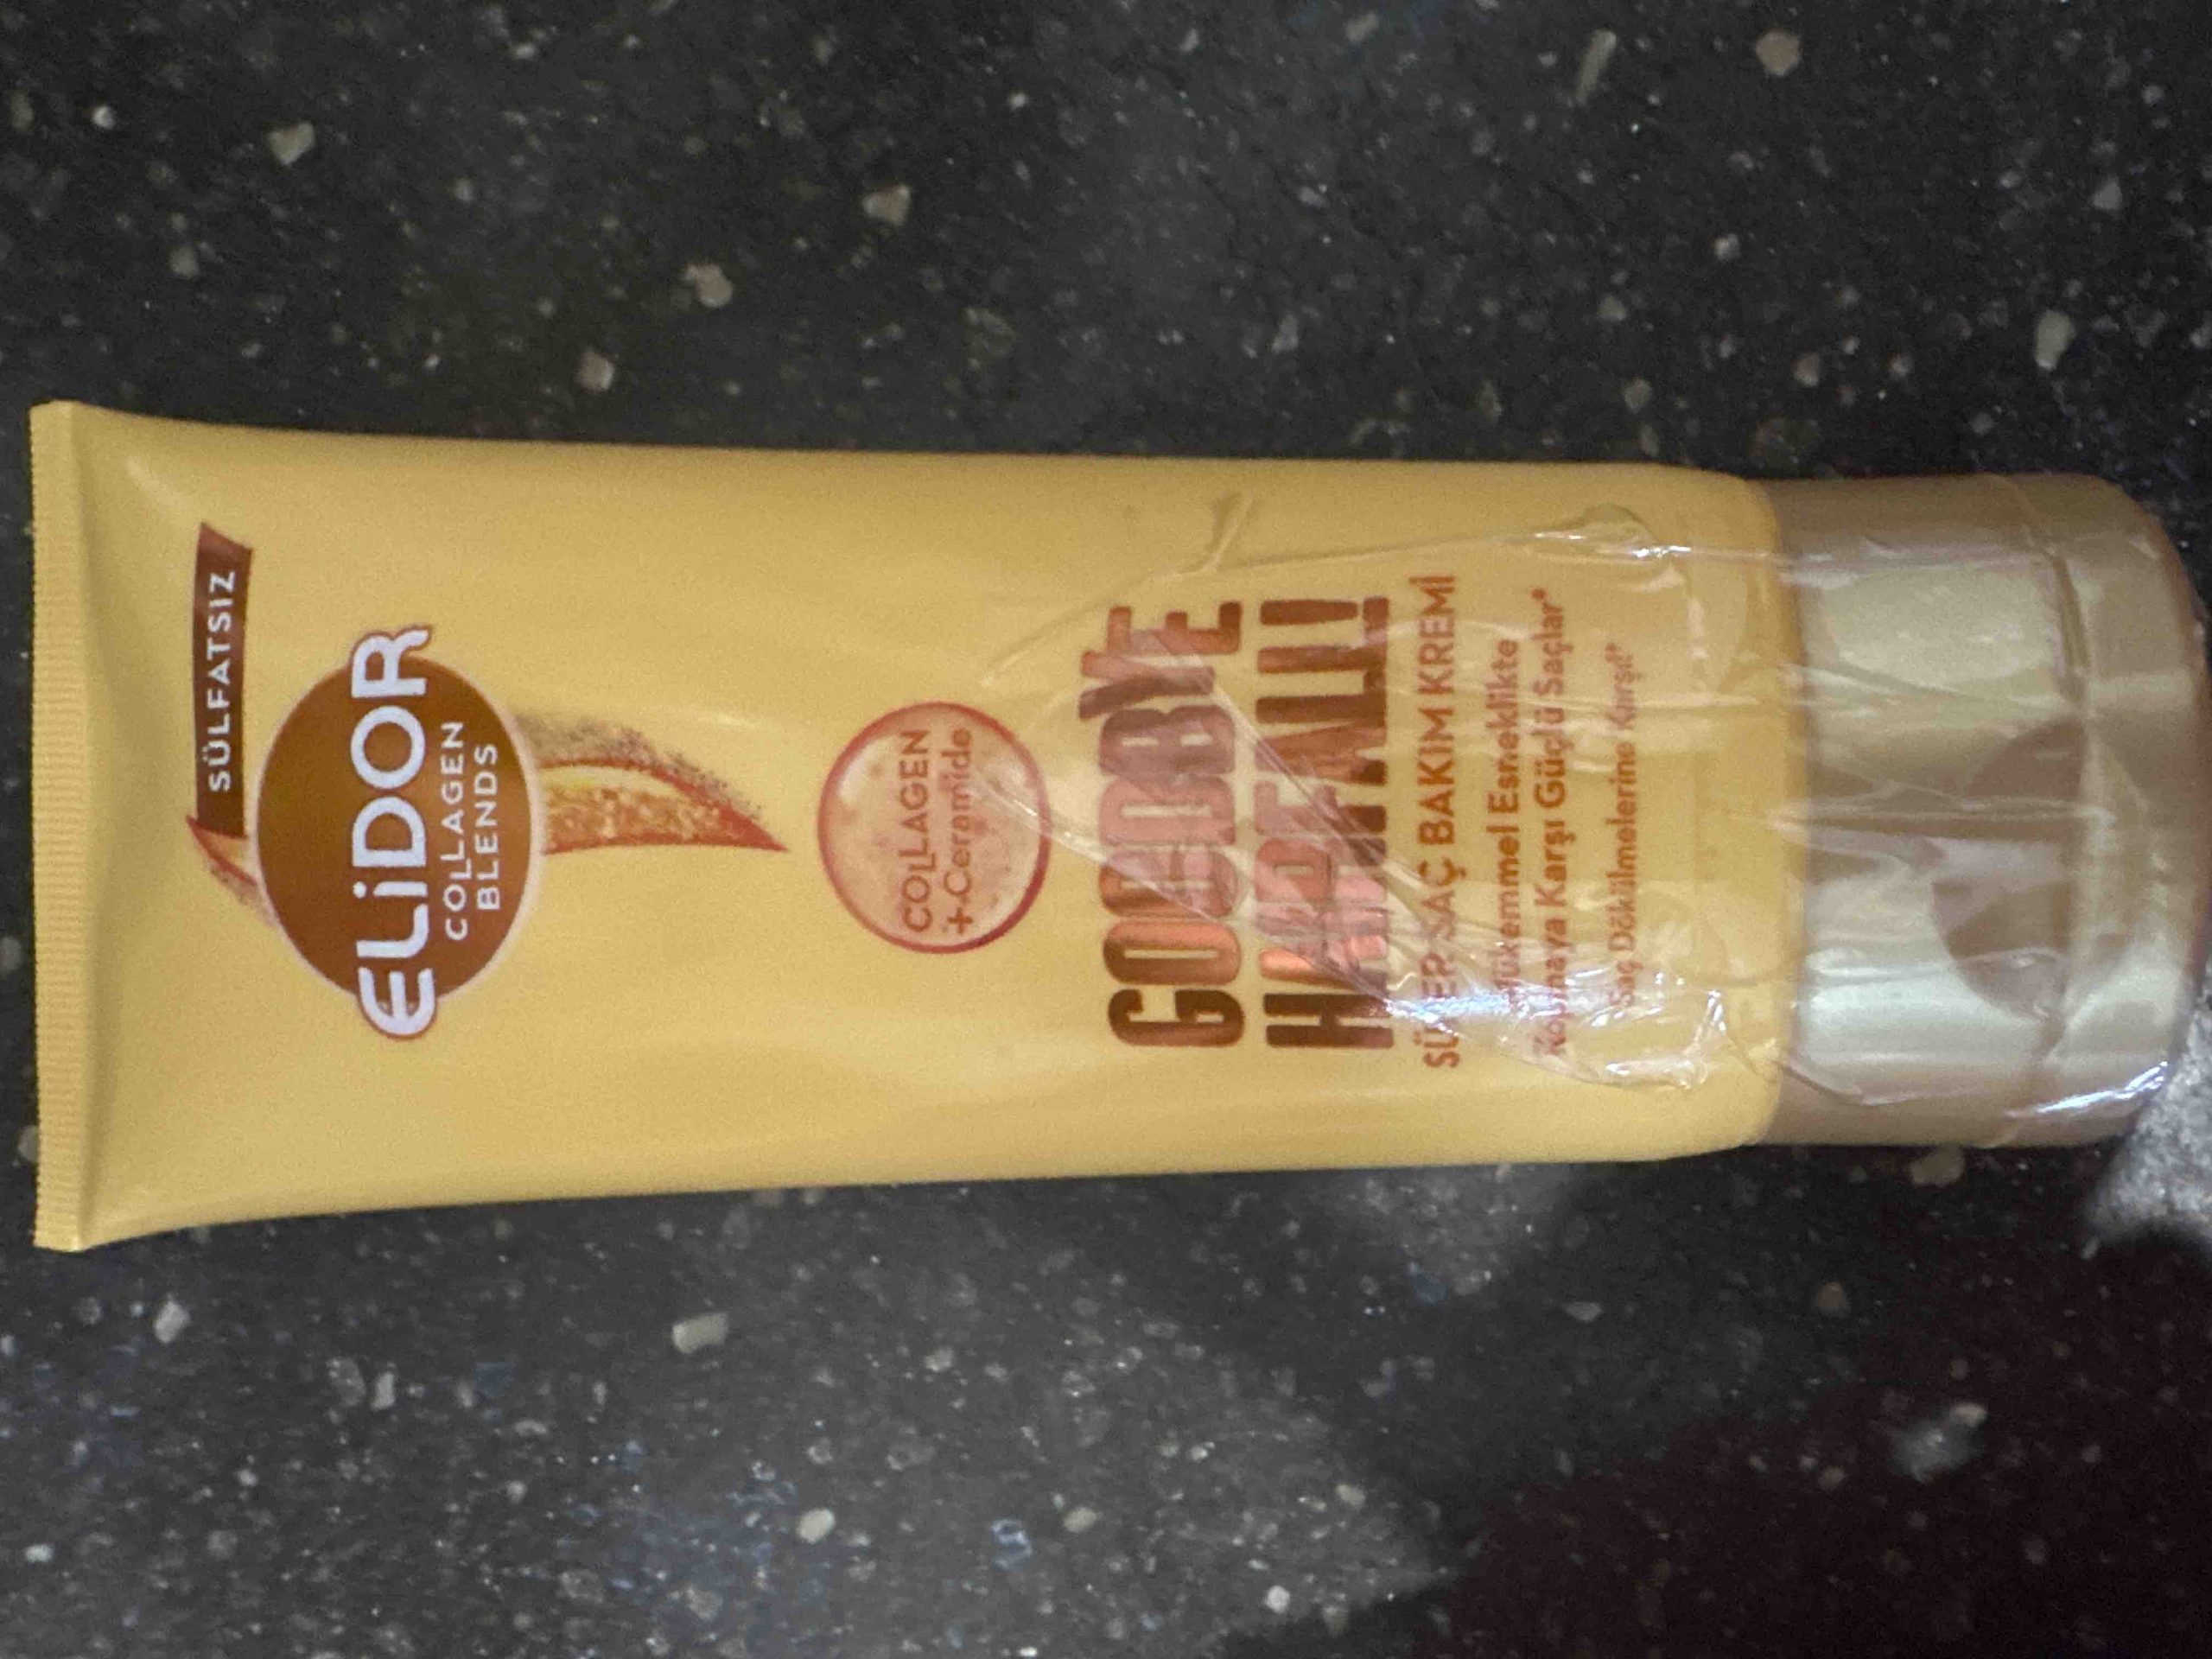 SÜLFATSIZ
ELiDOR
COLLAGEN
BLENDS
COLLAGEN
+Ceramide
GOODBYE
HAIRFALL!
SÜPER SAÇ BAKIM KREMİ
Mükemmel Esneklikte
Kopmaya Karşı Güçlü Saçlar*
Saç Dökülmelerine Karşı!*